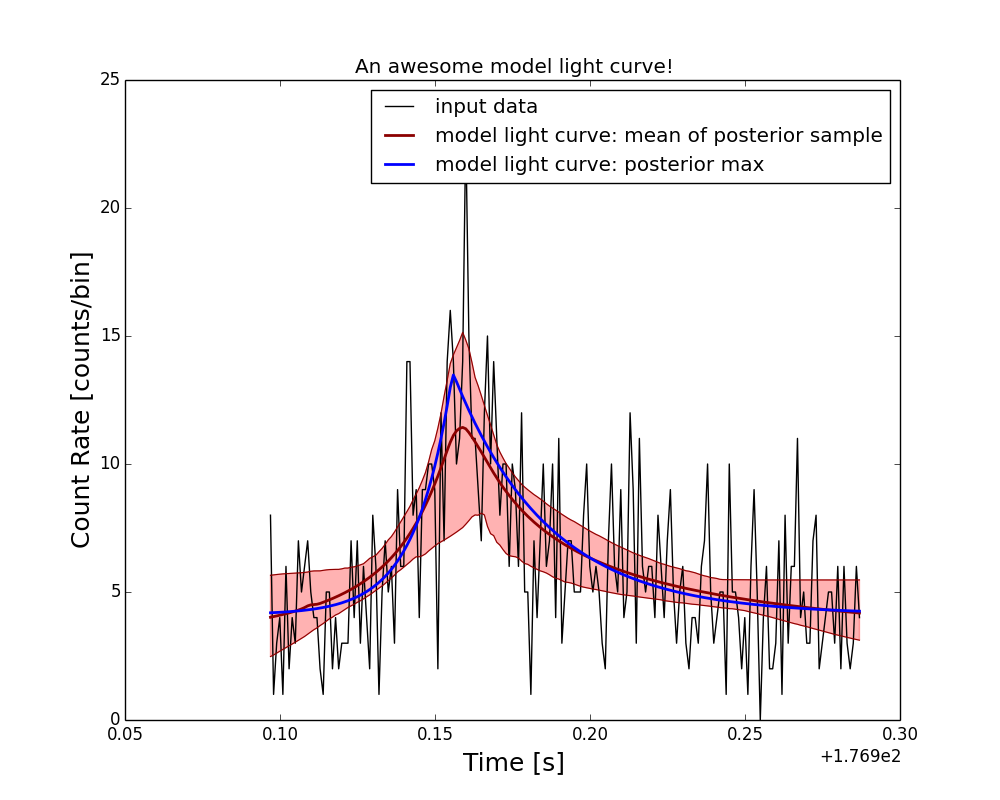 An awesome model light curve!
input data
model light curve: mean of posterior sample
model light curve: posterior max
Count Rate [counts/bin]
25
20
15
10
5
0
0.05
0.10
0.15
0.20
0.25
0.30
+1.769e2
Time [s]